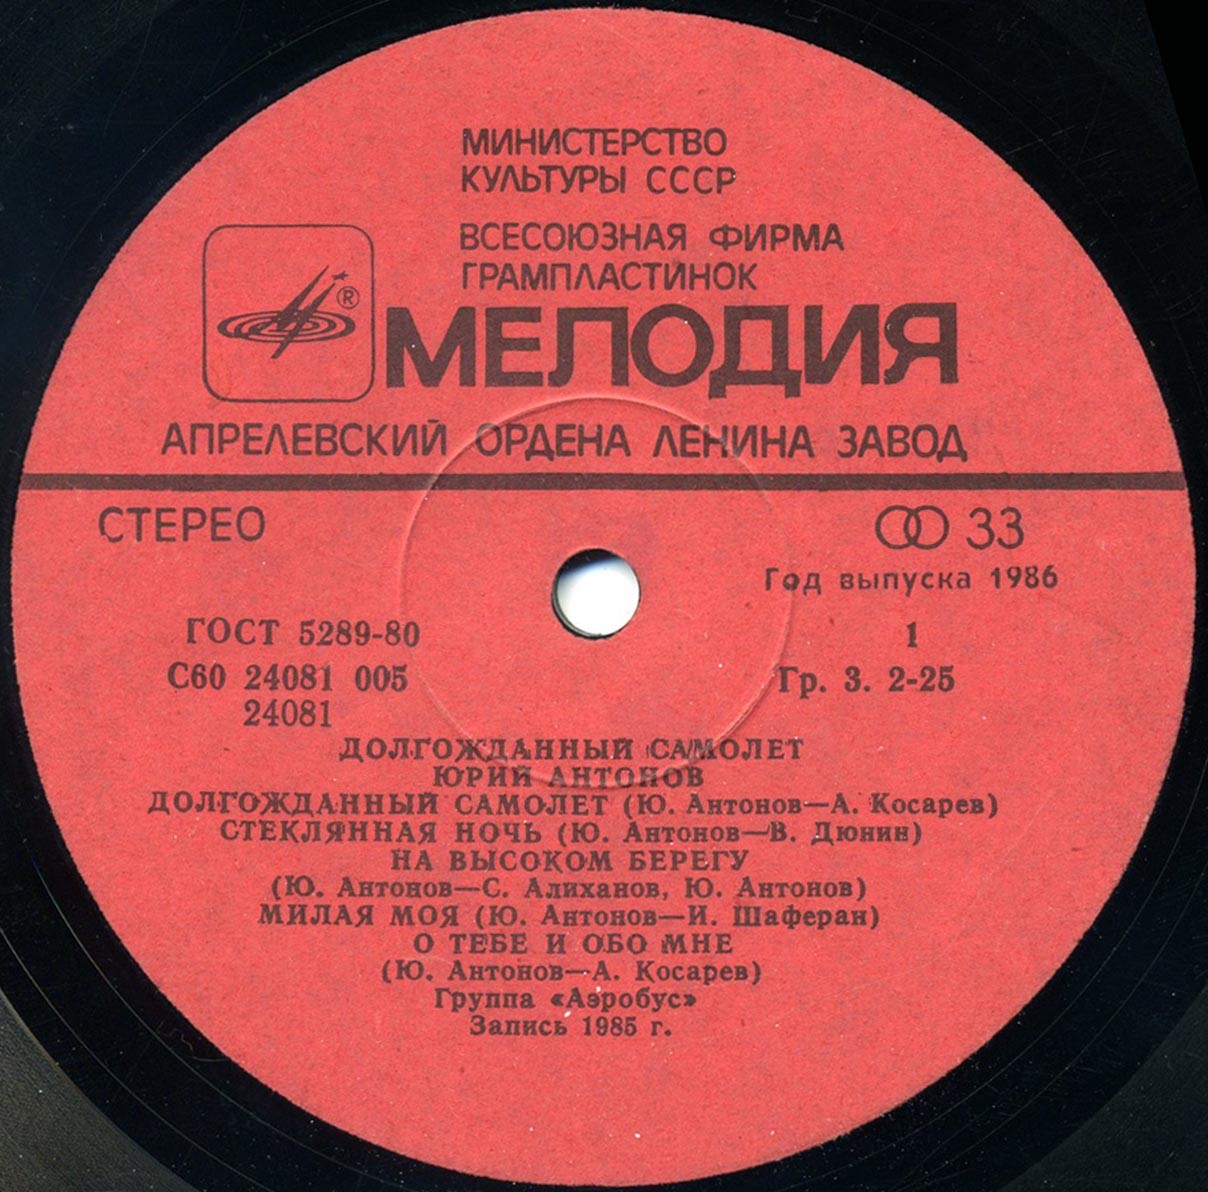 МИНИСТЕРСТВО
КУЛЬТУРЫ СССР
ВСЕСОЮЗНАЯ ФИРМА
ГРАМПЛАСТИНОК
®
МЕЛОДИЯ
АПРЕЛЕВСКИЙ ОРДЕНА ЛЕНИНА ЗАВОД
СТЕРЕО
33
Год выпуска 1986
ГОСТ 5289-80
1
С60 24081 005
Гр. 3. 2-25
24081
ДОЛГОЖДАННЫЙ САМОЛЕТ
ЮРИЙ АНТОНОВ
ДОЛГОЖДАННЫЙ САМОЛЕТ (Ю. Антонов—А. Косарев)
СТЕКЛЯННАЯ НОЧЬ (Ю. Антонов—В. Дюнин)
НА ВЫСОКОМ БЕРЕГУ
(Ю. Антонов—С. Алиханов, Ю. Антонов)
МИЛАЯ МОЯ (Ю. Антонов—И. Шаферан)
О ТЕБЕ И ОБО МНЕ
(Ю. Антонов—А. Косарев)
Группа «Аэробус»
Запись 1985 г.